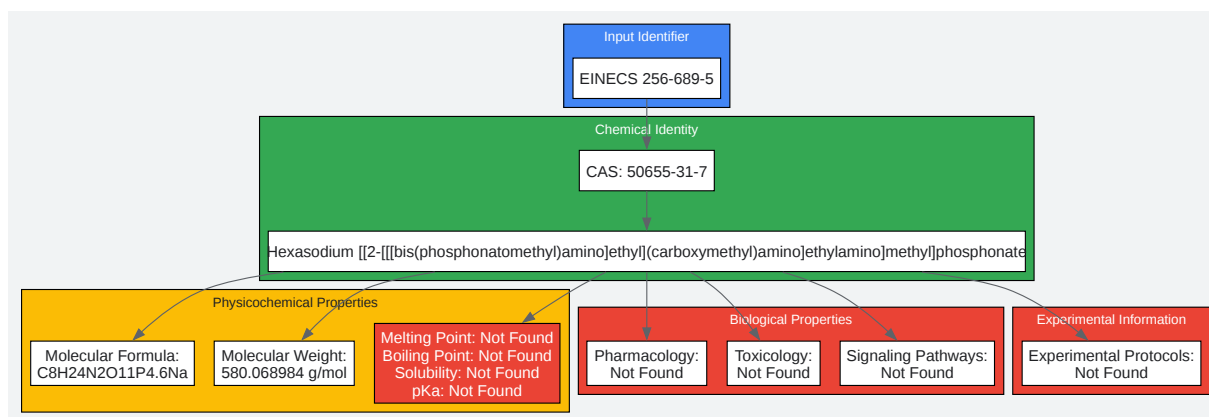 Input Identifier
EINECS 256-689-5
Chemical Identity
CAS: 50655-31-7
Hexasodium [[2-[[[bis(phosphonatomethyl)amino]ethyl](carboxymethyl)amino]ethylamino]methyl]phosphonate
Physicochemical Properties
Molecular Formula:
C8H24N2O11P4.6Na
Molecular Weight:
580.068984 g/mol
Melting Point: Not Found
Boiling Point: Not Found
Solubility: Not Found
pKa: Not Found
Biological Properties
Pharmacology:
Not Found
Toxicology:
Not Found
Signaling Pathways:
Not Found
Experimental Information
Experimental Protocols:
Not Found